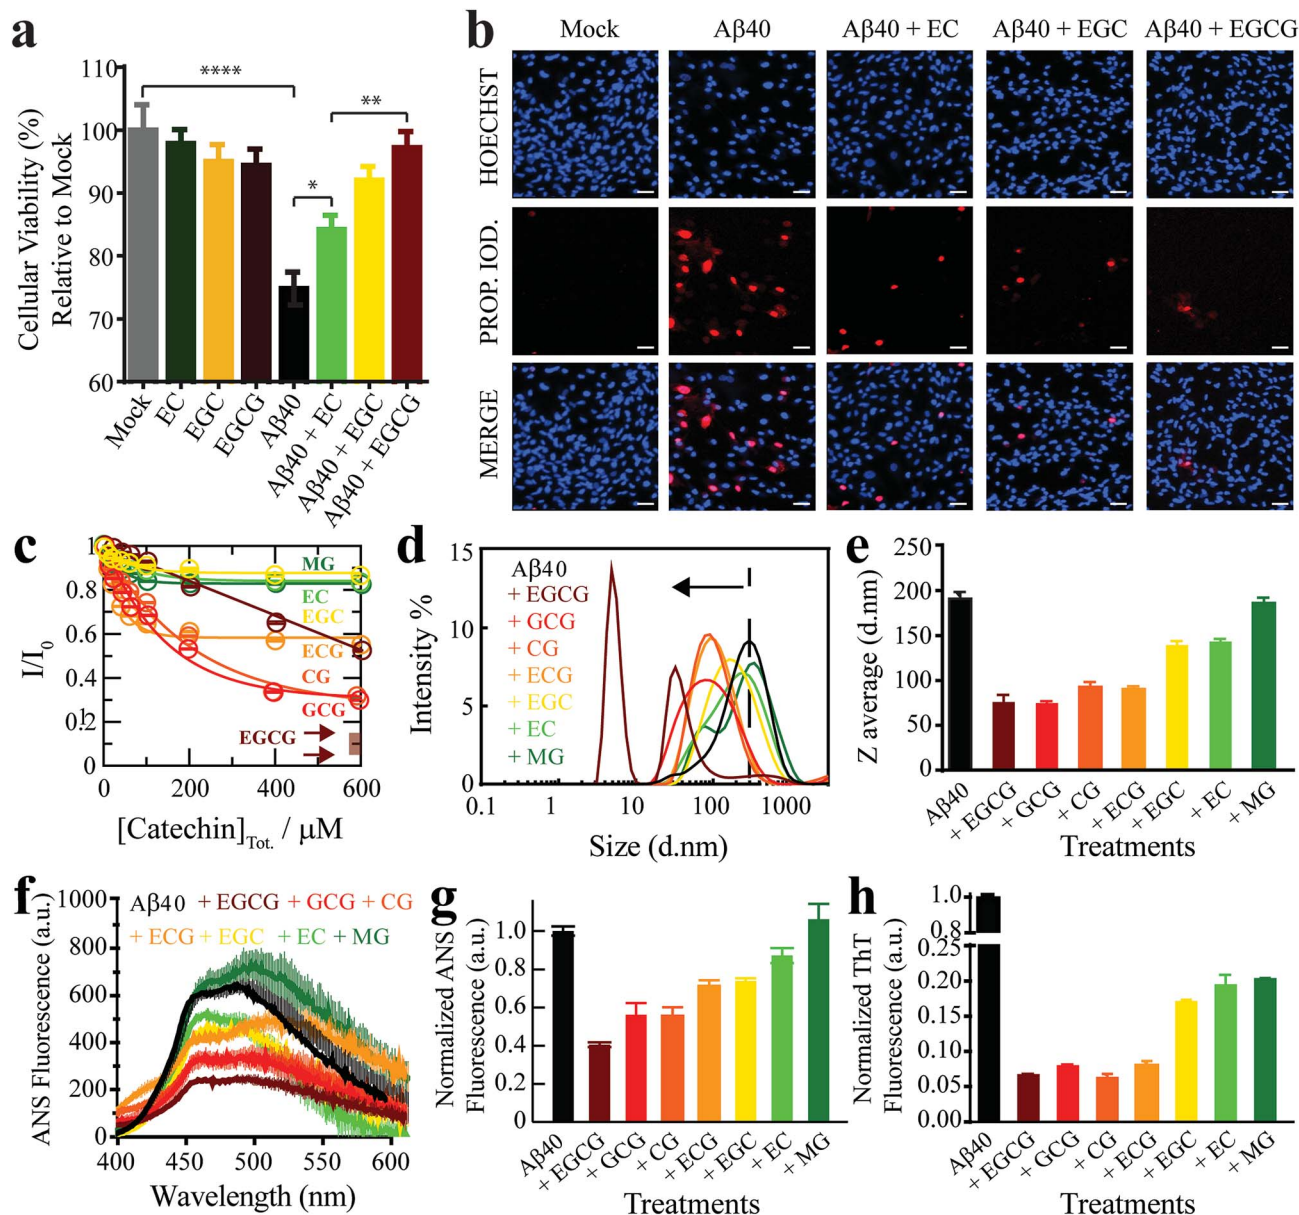 a
Cellular Viability (%)
Relative to Mock
110
100
90
80
70
60
****
*
**
Mock
EC
EGC
EGCG
Aβ40
Aβ40 + EC
Aβ40 + EGC
Aβ40 + EGCG
b
Mock
Aβ40
Aβ40 + EC
Aβ40 + EGC
Aβ40 + EGCG
HOECHST
PROP. IOD.
MERGE
c
I/I0
1
0.8
0.6
0.4
0.2
0
0
200
400
600
MG
EC
EGC
ECG
CG
GCG
EGCG
[Catechin]Tot. / μM
d
Intensity %
15
10
5
0
Aβ40
+ EGCG
+ GCG
+ CG
+ ECG
+ EGC
+ EC
+ MG
0.1
1
10
100
1000
Size (d.nm)
e
Z average (d.nm)
250
200
150
100
50
0
Aβ40
+ EGCG
+ GCG
+ CG
+ ECG
+ EGC
+ EC
+ MG
Treatments
f
ANS Fluorescence (a.u.)
1000
800
600
400
200
0
Aβ40 + EGCG + GCG + CG
+ ECG + EGC + EC + MG
400
450
500
550
600
Wavelength (nm)
g
Normalized ANS
Fluorescence (a.u.)
1.0
0.8
0.6
0.4
0.2
0
Aβ40
+ EGCG
+ GCG
+ CG
+ ECG
+ EGC
+ EC
+ MG
Treatments
h
Normalized ThT
Fluorescence (a.u.)
1.0
0.8
0.25
0.20
0.15
0.10
0.05
0.00
Aβ40
+ EGCG
+ GCG
+ CG
+ ECG
+ EGC
+ EC
+ MG
Treatments